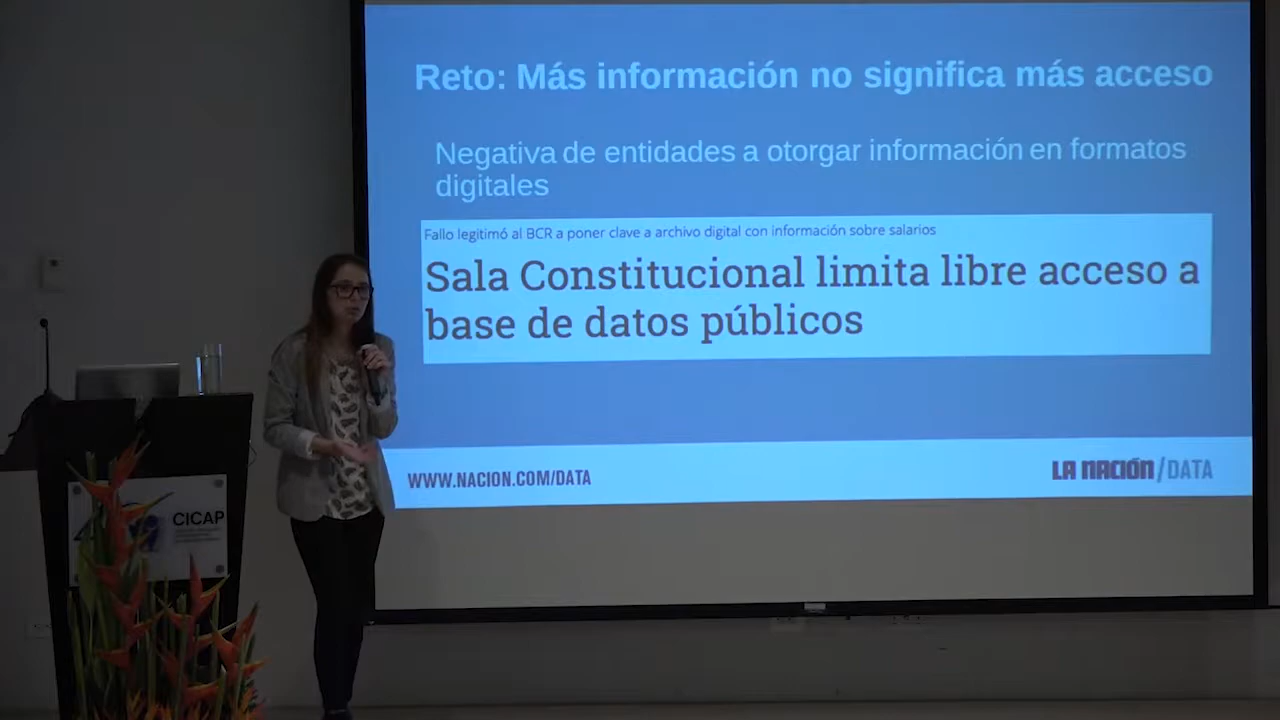 Reto: Más información no significa más acceso
Negativa de entidades a otorgar información en formatos
digitales
Fallo legitimó al BCR a poner clave a archivo digital con información sobre salarios
Sala Constitucional limita libre acceso a
base de datos públicos
WWW.NACION.COM/DATA
LA NACIÓN/DATA
CICAP